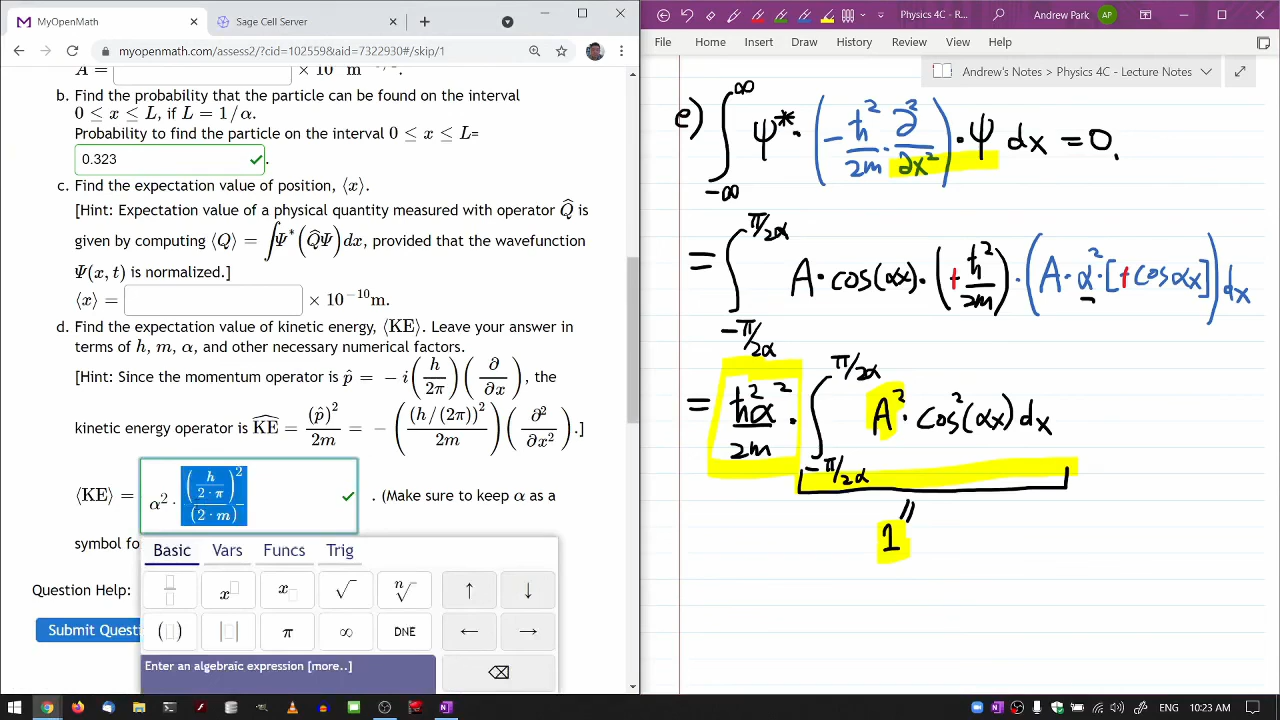 MyOpenMath
Sage Cell Server
myopenmath.com/assess2/?cid=102559&aid=7322930#/skip/1
b. Find the probability that the particle can be found on the interval
0 ≤ x ≤ L, if L = 1/α.
Probability to find the particle on the interval 0 ≤ x ≤ L=
0.323
c. Find the expectation value of position, ⟨x⟩.
[Hint: Expectation value of a physical quantity measured with operator Q̂ is
given by computing ⟨Q⟩ = ∫Ψ*(Q̂Ψ)dx, provided that the wavefunction
Ψ(x, t) is normalized.]
⟨x⟩ = × 10⁻¹⁰m.
d. Find the expectation value of kinetic energy, ⟨KE⟩. Leave your answer in
terms of h, m, α, and other necessary numerical factors.
[Hint: Since the momentum operator is p̂ = −i(h/2π)(∂/∂x), the
kinetic energy operator is K̂E = (p̂)²/2m = −((h/(2π))²/2m)(∂²/∂x²).]
⟨KE⟩ = α² · (h/(2·π))²/(2·m) . (Make sure to keep α as a
symbol fo
Question Help:
Submit Questi
Basic Vars Funcs Trig
√ ⁿ√ ↑ ↓
(▯) |▯| π ∞ DNE ← →
Enter an algebraic expression [more..]
Physics 4C - R...
Andrew Park
AP
File Home Insert Draw History Review View Help
Andrew's Notes » Physics 4C - Lecture Notes
e) ∫_{-∞}^{∞} Ψ*·(−ħ²/2m · ∂²/∂x²)·Ψ dx = 0.
= ∫_{-π/2α}^{π/2α} A·cos(αx)·(+ħ²/2m)·(A·α²·[+cosαx]) dx
= ħ²α²/2m · ∫_{-π/2α}^{π/2α} A²·cos²(αx) dx
"
1
10:23 AM